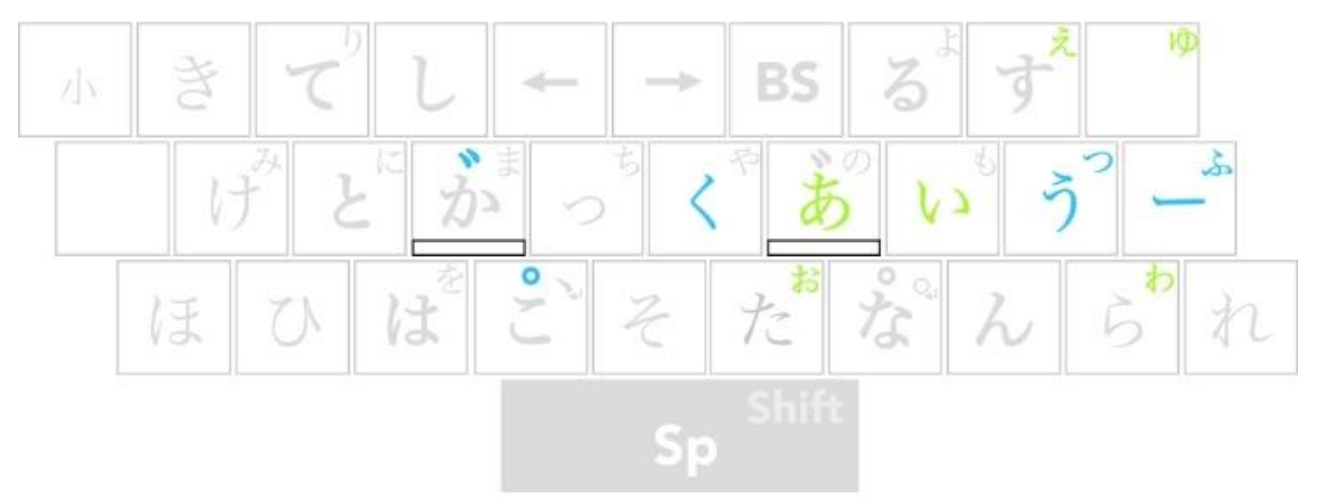 り よ え ゆ
小 き て し ← → BS る す
み に ゛ ま ち や ゛ の も つ ふ
け と か っ く あ い う ー
を ゜ 、 お ゜ 。 わ
ほ ひ は こ そ た な ん ら れ
Shift
Sp